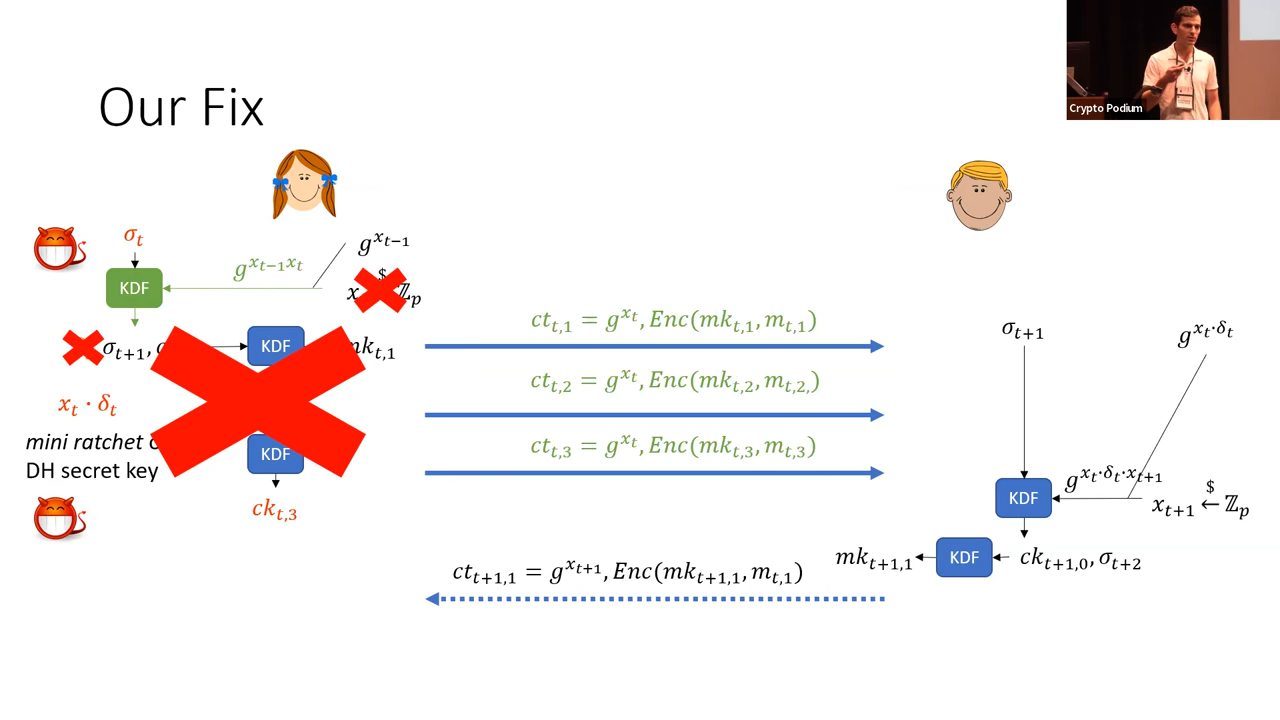 Crypto Podium
Our Fix
σ_t
g^{x_{t-1}}
g^{x_{t-1}x_t}
$
KDF
x
ℤ_p
ct_{t,1} = g^{x_t}, Enc(mk_{t,1}, m_{t,1})
σ_{t+1}
g^{x_t·δ_t}
σ_{t+1},
KDF
mk_{t,1}
ct_{t,2} = g^{x_t}, Enc(mk_{t,2}, m_{t,2,})
x_t · δ_t
mini ratchet
ct_{t,3} = g^{x_t}, Enc(mk_{t,3}, m_{t,3})
KDF
DH secret key
g^{x_t·δ_t·x_{t+1}}
$
KDF
x_{t+1} ← ℤ_p
ck_{t,3}
mk_{t+1,1}
KDF
ck_{t+1,0}, σ_{t+2}
ct_{t+1,1} = g^{x_{t+1}}, Enc(mk_{t+1,1}, m_{t,1})